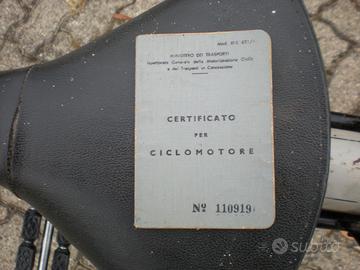 MINISTERO DEI TRASPORTI
Ispettorato Generale della Motorizzazione Civile
e dei Trasporti in Concessione
CERTIFICATO
PER
CICLOMOTORE
Nº 110919
subito